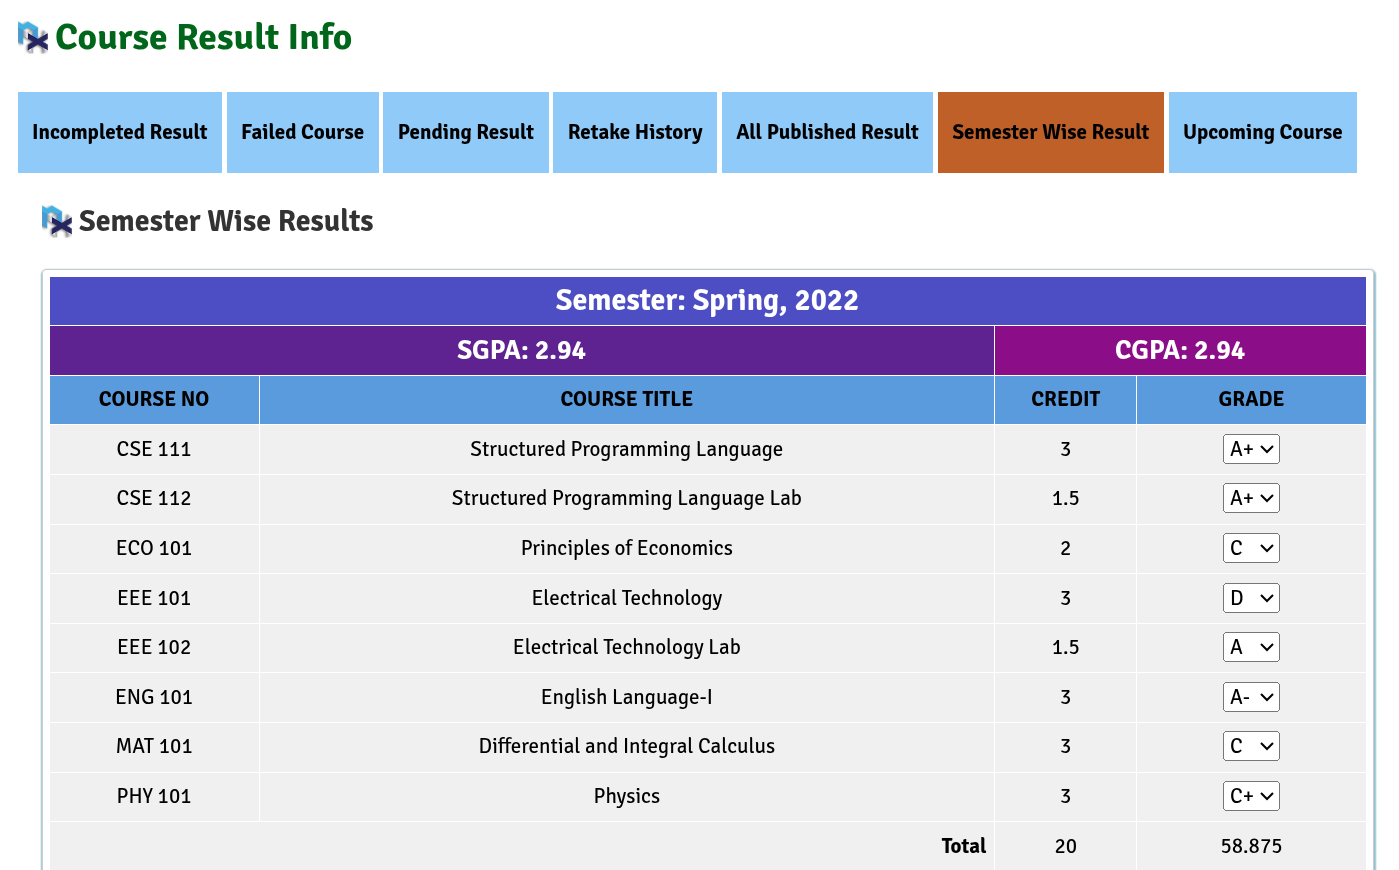 Course Result Info
Incompleted Result Failed Course Pending Result Retake History All Published Result Semester Wise Result Upcoming Course
Semester Wise Results
Semester: Spring, 2022
SGPA: 2.94 CGPA: 2.94
COURSE NO COURSE TITLE CREDIT GRADE
CSE 111 Structured Programming Language 3 A+
CSE 112 Structured Programming Language Lab 1.5 A+
ECO 101 Principles of Economics 2 C
EEE 101 Electrical Technology 3 D
EEE 102 Electrical Technology Lab 1.5 A
ENG 101 English Language-I 3 A-
MAT 101 Differential and Integral Calculus 3 C
PHY 101 Physics 3 C+
Total 20 58.875